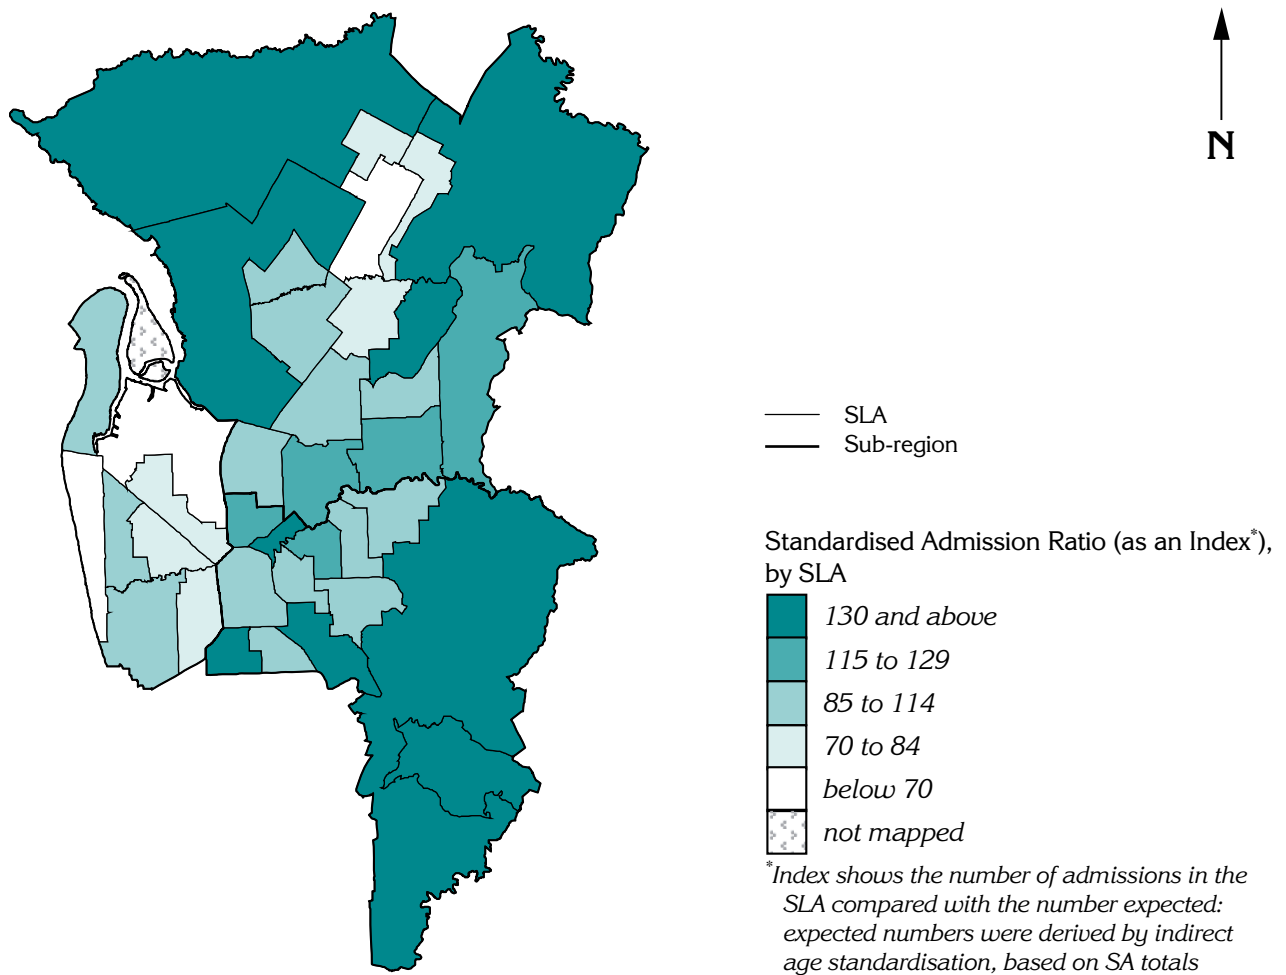 N
SLA
Sub-region
Standardised Admission Ratio (as an Index*),
by SLA
130 and above
115 to 129
85 to 114
70 to 84
below 70
not mapped
*Index shows the number of admissions in the
SLA compared with the number expected:
expected numbers were derived by indirect
age standardisation, based on SA totals